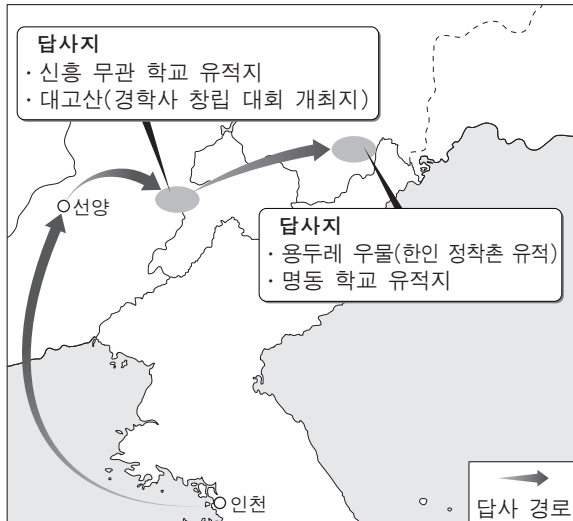 답사지
· 신흥 무관 학교 유적지
· 대고산(경학사 창립 대회 개최지)
선양
답사지
· 용두레 우물(한인 정착촌 유적)
· 명동 학교 유적지
인천
답사 경로